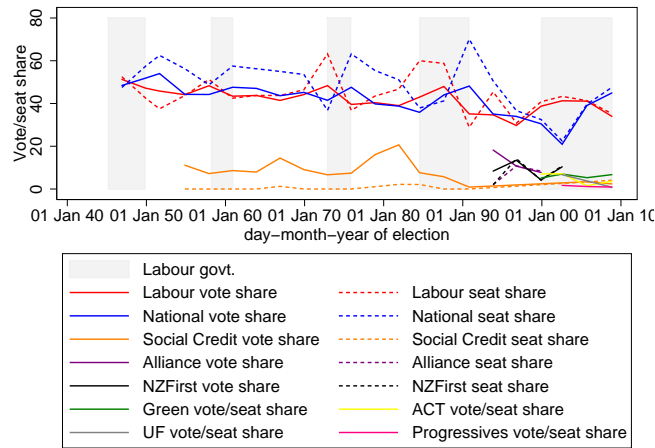 80
60
40
20
0
Vote/seat share
01 Jan 40 01 Jan 50 01 Jan 60 01 Jan 70 01 Jan 80 01 Jan 90 01 Jan 00 01 Jan 10
day−month−year of election
Labour govt.
Labour vote share Labour seat share
National vote share National seat share
Social Credit vote share Social Credit seat share
Alliance vote share Alliance seat share
NZFirst vote share NZFirst seat share
Green vote/seat share ACT vote/seat share
UF vote/seat share Progressives vote/seat share